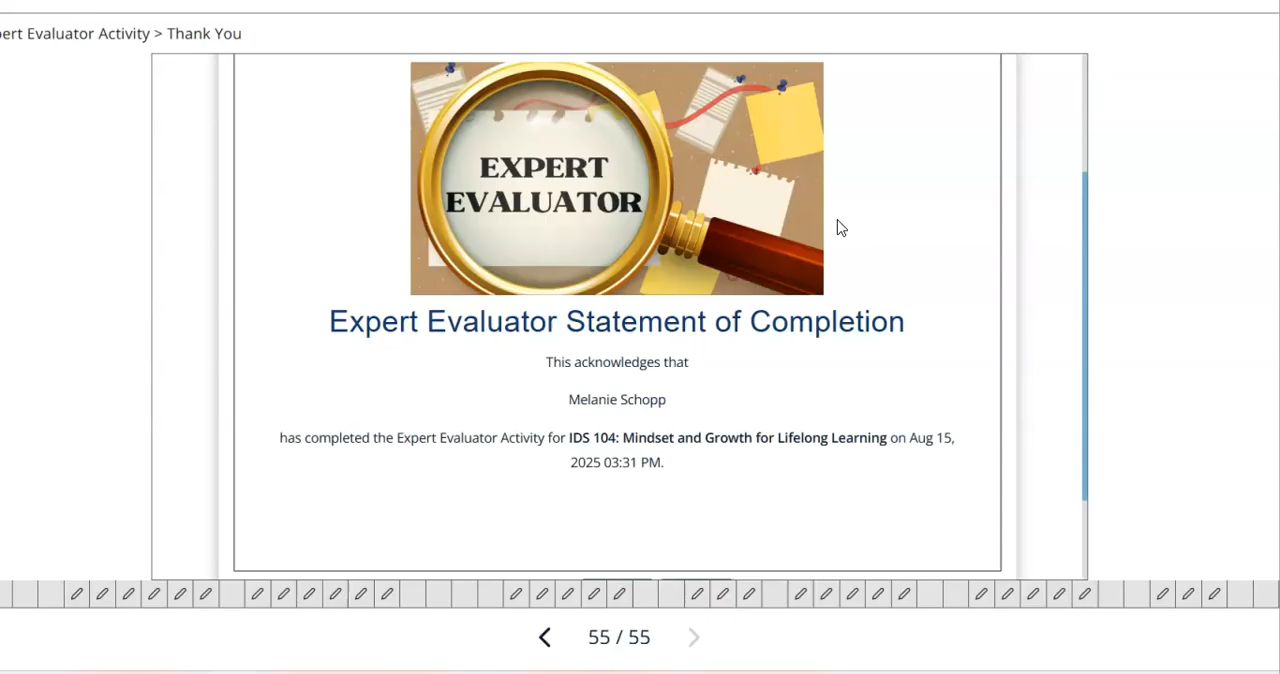 ert Evaluator Activity > Thank You
EXPERT
EVALUATOR
Expert Evaluator Statement of Completion
This acknowledges that
Melanie Schopp
has completed the Expert Evaluator Activity for IDS 104: Mindset and Growth for Lifelong Learning on Aug 15,
2025 03:31 PM.
55 / 55